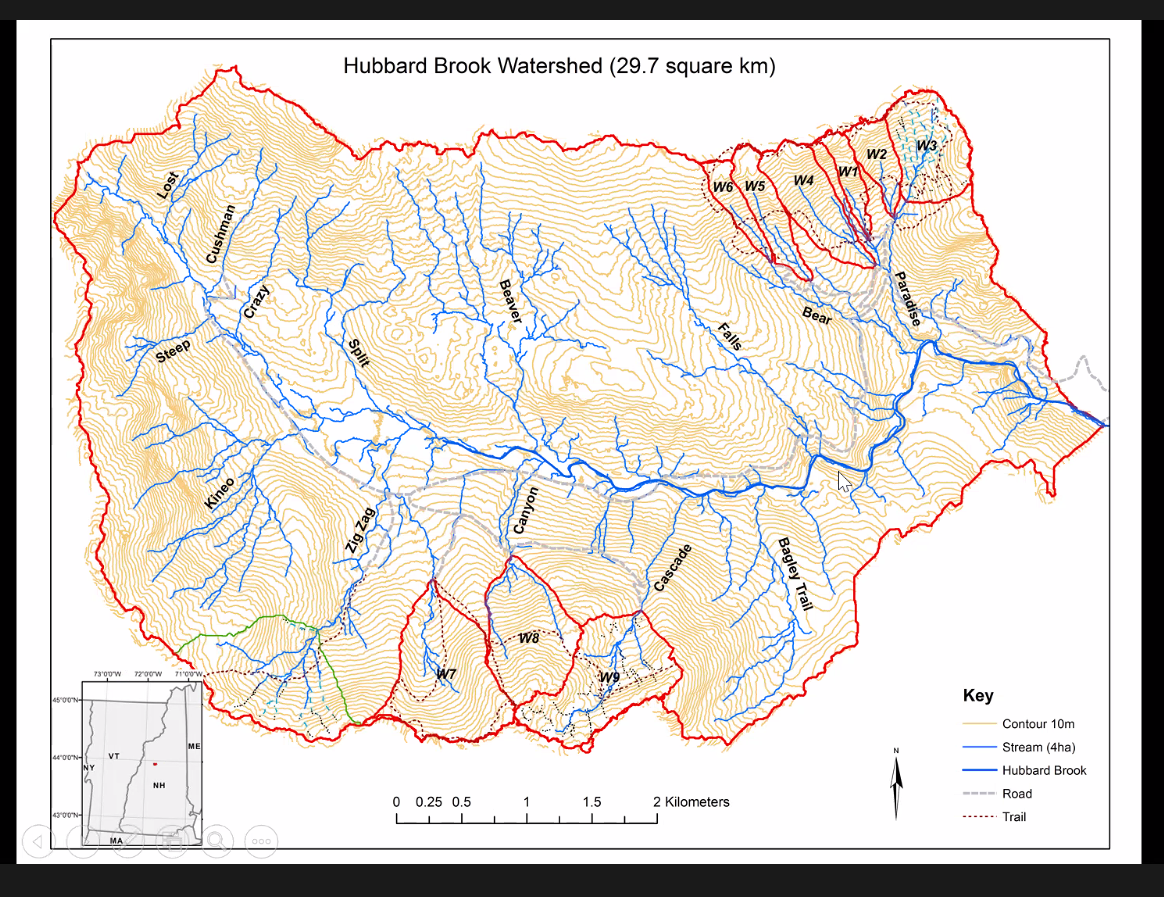 Hubbard Brook Watershed (29.7 square km)
W3
W2
W1
W4
W5
W6
Lost
Cushman
Crazy
Steep
Split
Beaver
Falls
Bear
Paradise
Kineo
Zig Zag
Canyon
Cascade
Bagley Trail
W7
W8
W9
73°0'0"W 72°0'0"W 71°0'0"W
45°0'0"N
44°0'0"N
43°0'0"N
VT
ME
NY
NH
MA
0 0.25 0.5 1 1.5 2 Kilometers
N
Key
Contour 10m
Stream (4ha)
Hubbard Brook
Road
Trail